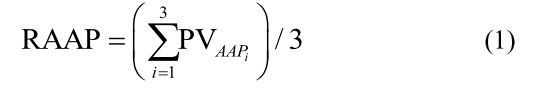 RAAP = ( ∑_{i=1}^{3} PV_{AAP_i} ) / 3 (1)